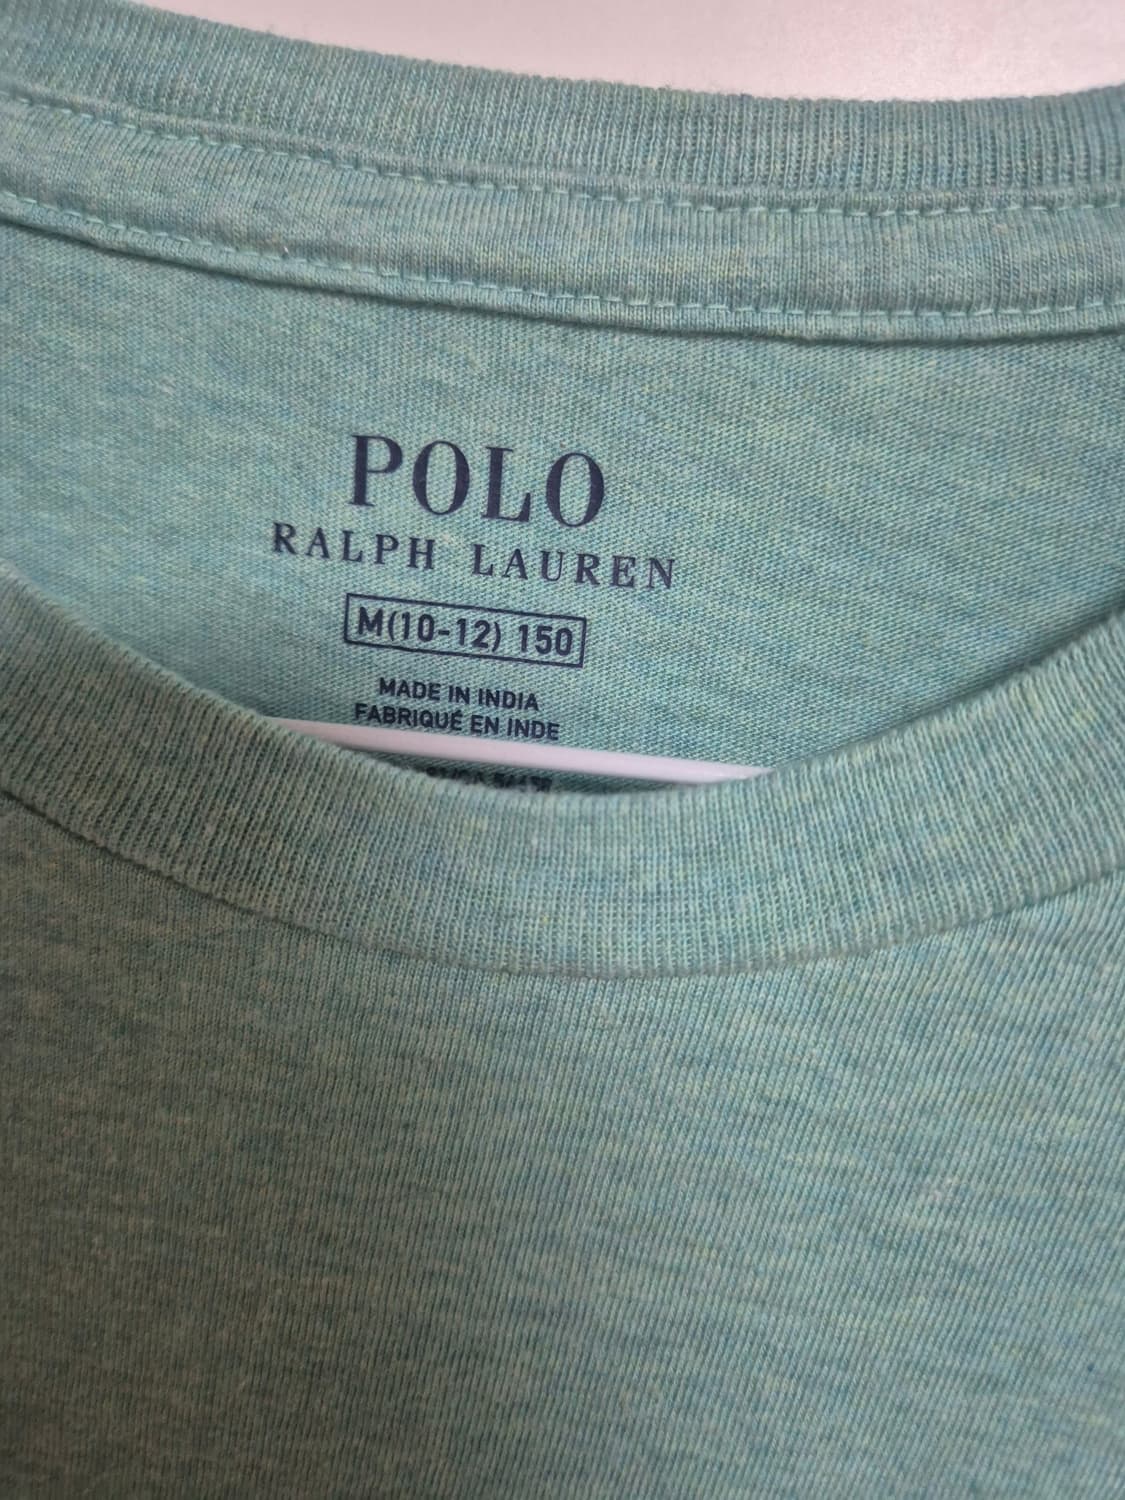 POLO
RALPH LAUREN
M(10-12) 150
MADE IN INDIA
FABRIQUÉ EN INDE